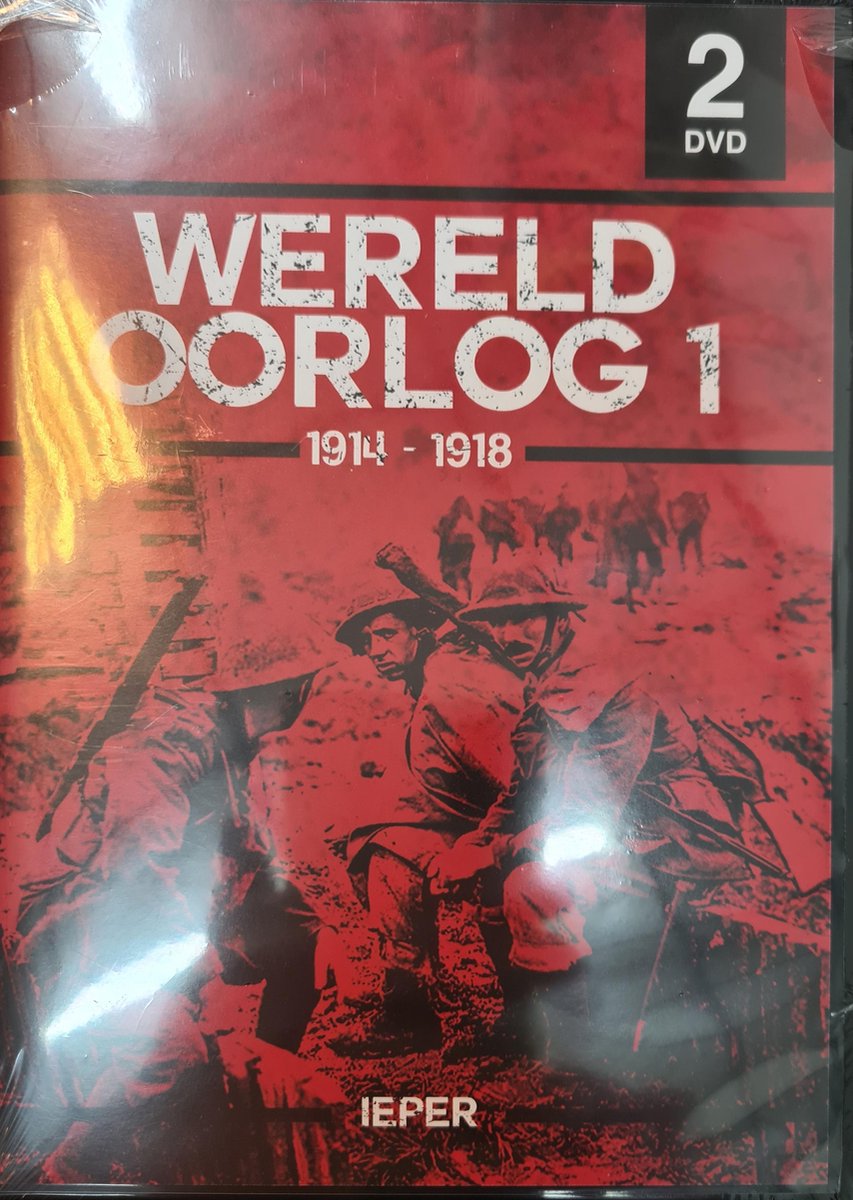 2
DVD
WERELD
OORLOG 1
1914 - 1918
IEPER